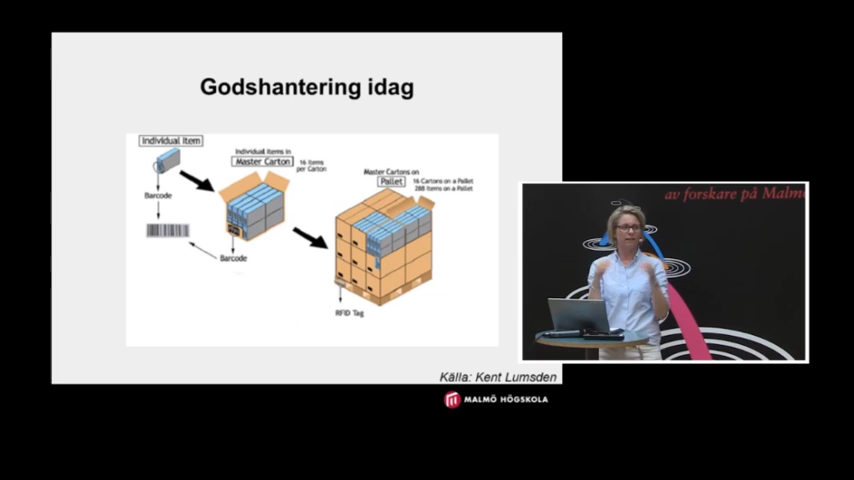 Godshantering idag
Individual Item
Barcode
Individual Items in
Master Carton
16 Items
per Carton
Barcode
Master Cartons on
Pallet
16 Cartons on a Pallet
288 Items on a Pallet
RFID Tag
Källa: Kent Lumsden
MALMÖ HÖGSKOLA
av forskare på Malmö